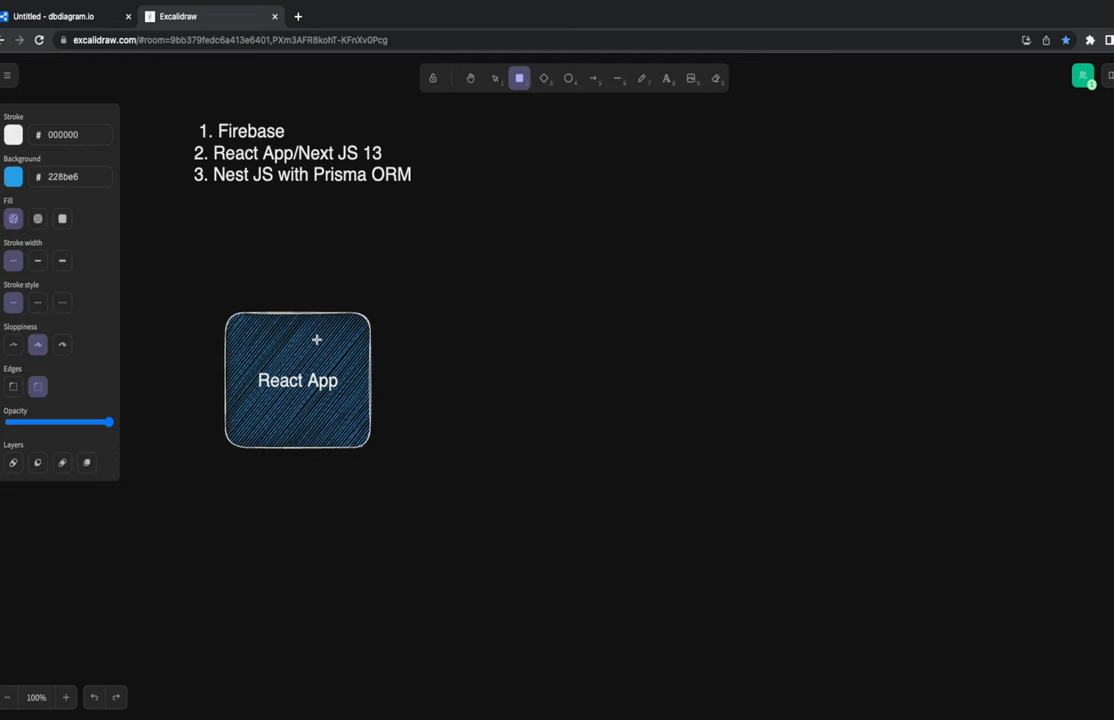 Untitled - dbdiagram.io
Excalidraw
excalidraw.com/#room=9bb379fedc6a413e6401,PXm3AFR8kohT-KFnXv0Pcg
1. Firebase
2. React App/Next JS 13
3. Nest JS with Prisma ORM
Stroke
# 000000
Background
# 228be6
Fill
Stroke width
Stroke style
Sloppiness
Edges
Opacity
Layers
React App
100%